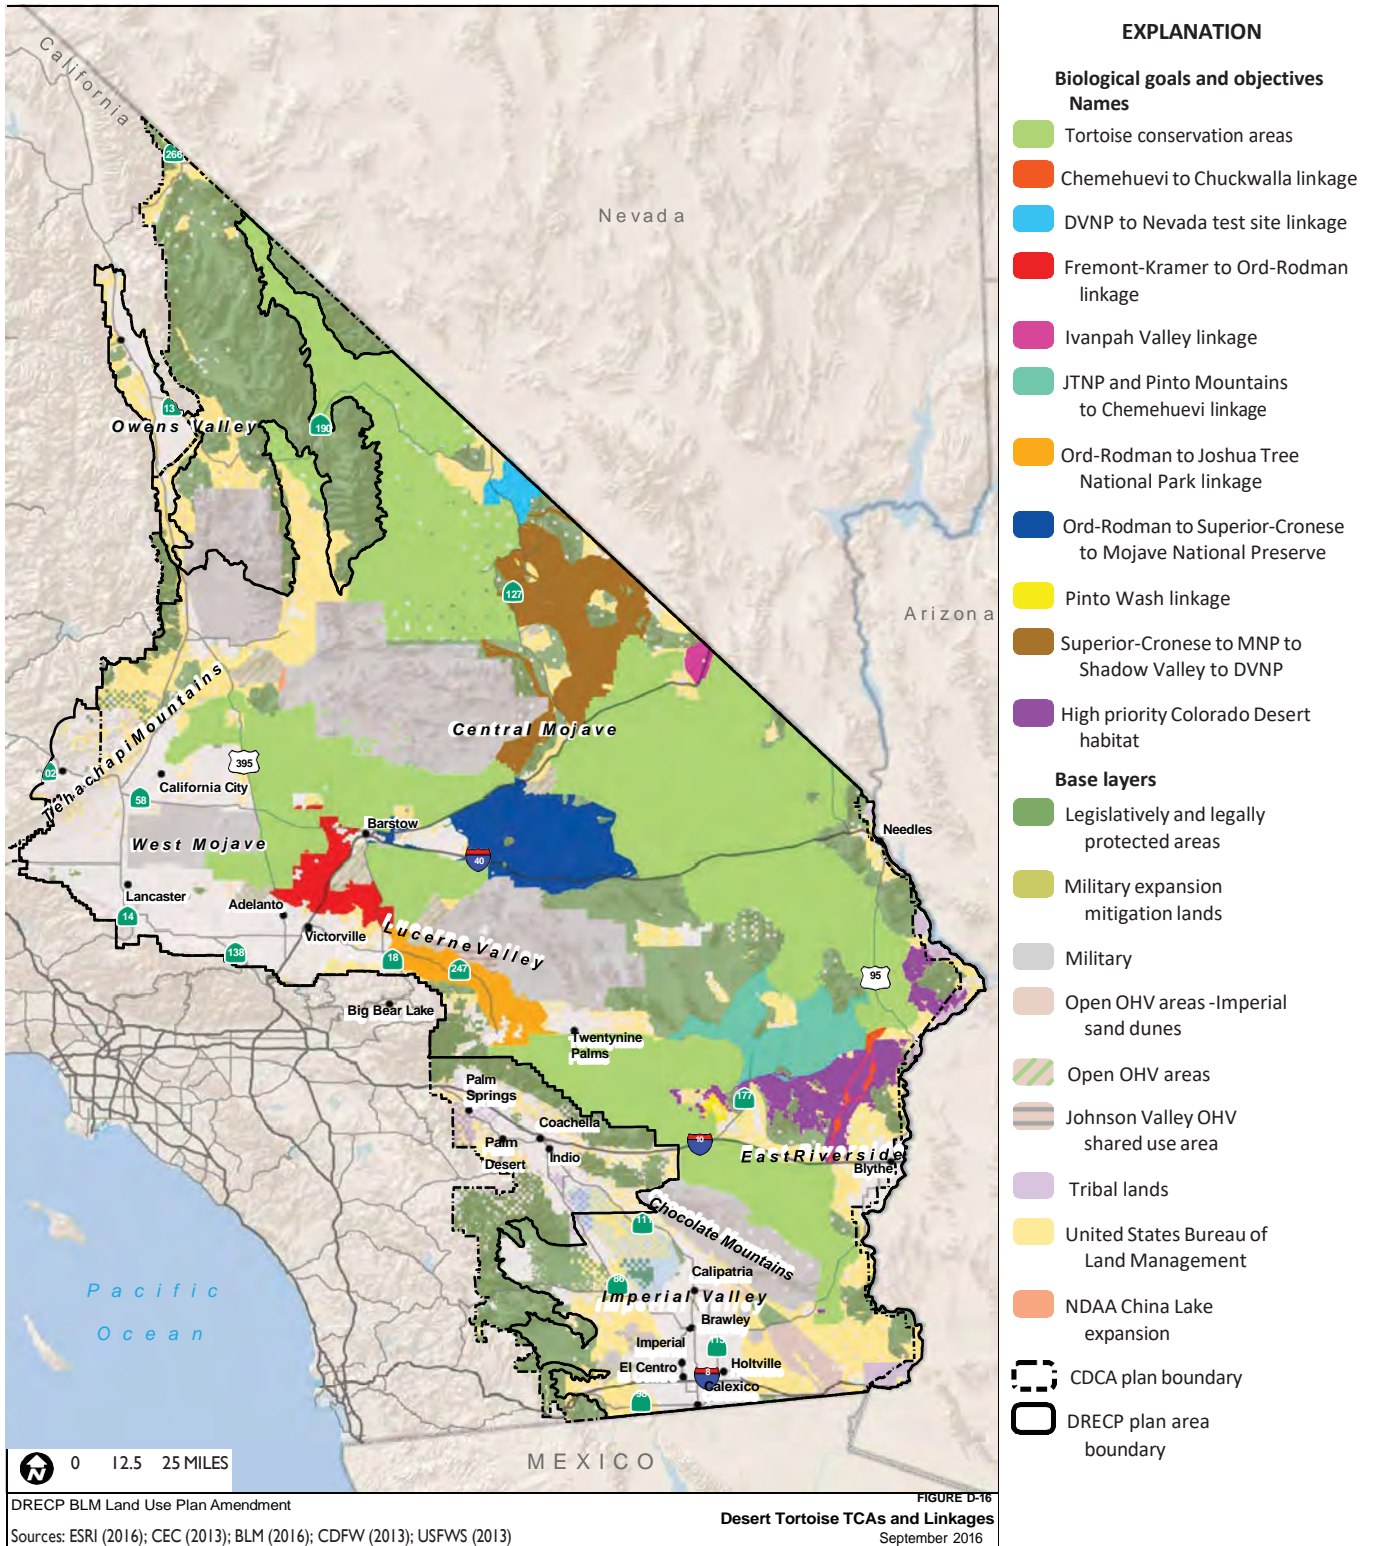 California
266
Nevada
13
Owens Valley
190
127
Arizona
Tehachapi Mountains
Central Mojave
395
02
California City
58
Barstow
Needles
West Mojave
40
Lancaster
Adelanto
14
Victorville
Lucerne Valley
138
18
247
95
Big Bear Lake
Twentynine
Palms
Palm
Springs
177
Coachella
10
Palm
Desert
Indio
East Riverside
Blythe
Chocolate Mountains
11
Calipatria
86
Imperial Valley
Pacific
Ocean
Brawley
Imperial
115
El Centro
Holtville
8
Calexico
98
MEXICO
N
0 12.5 25 MILES
DRECP BLM Land Use Plan Amendment
Sources: ESRI (2016); CEC (2013); BLM (2016); CDFW (2013); USFWS (2013)
FIGURE D-16
Desert Tortoise TCAs and Linkages
September 2016
EXPLANATION
Biological goals and objectives
Names
Tortoise conservation areas
Chemehuevi to Chuckwalla linkage
DVNP to Nevada test site linkage
Fremont-Kramer to Ord-Rodman
linkage
Ivanpah Valley linkage
JTNP and Pinto Mountains
to Chemehuevi linkage
Ord-Rodman to Joshua Tree
National Park linkage
Ord-Rodman to Superior-Cronese
to Mojave National Preserve
Pinto Wash linkage
Superior-Cronese to MNP to
Shadow Valley to DVNP
High priority Colorado Desert
habitat
Base layers
Legislatively and legally
protected areas
Military expansion
mitigation lands
Military
Open OHV areas -Imperial
sand dunes
Open OHV areas
Johnson Valley OHV
shared use area
Tribal lands
United States Bureau of
Land Management
NDAA China Lake
expansion
CDCA plan boundary
DRECP plan area
boundary